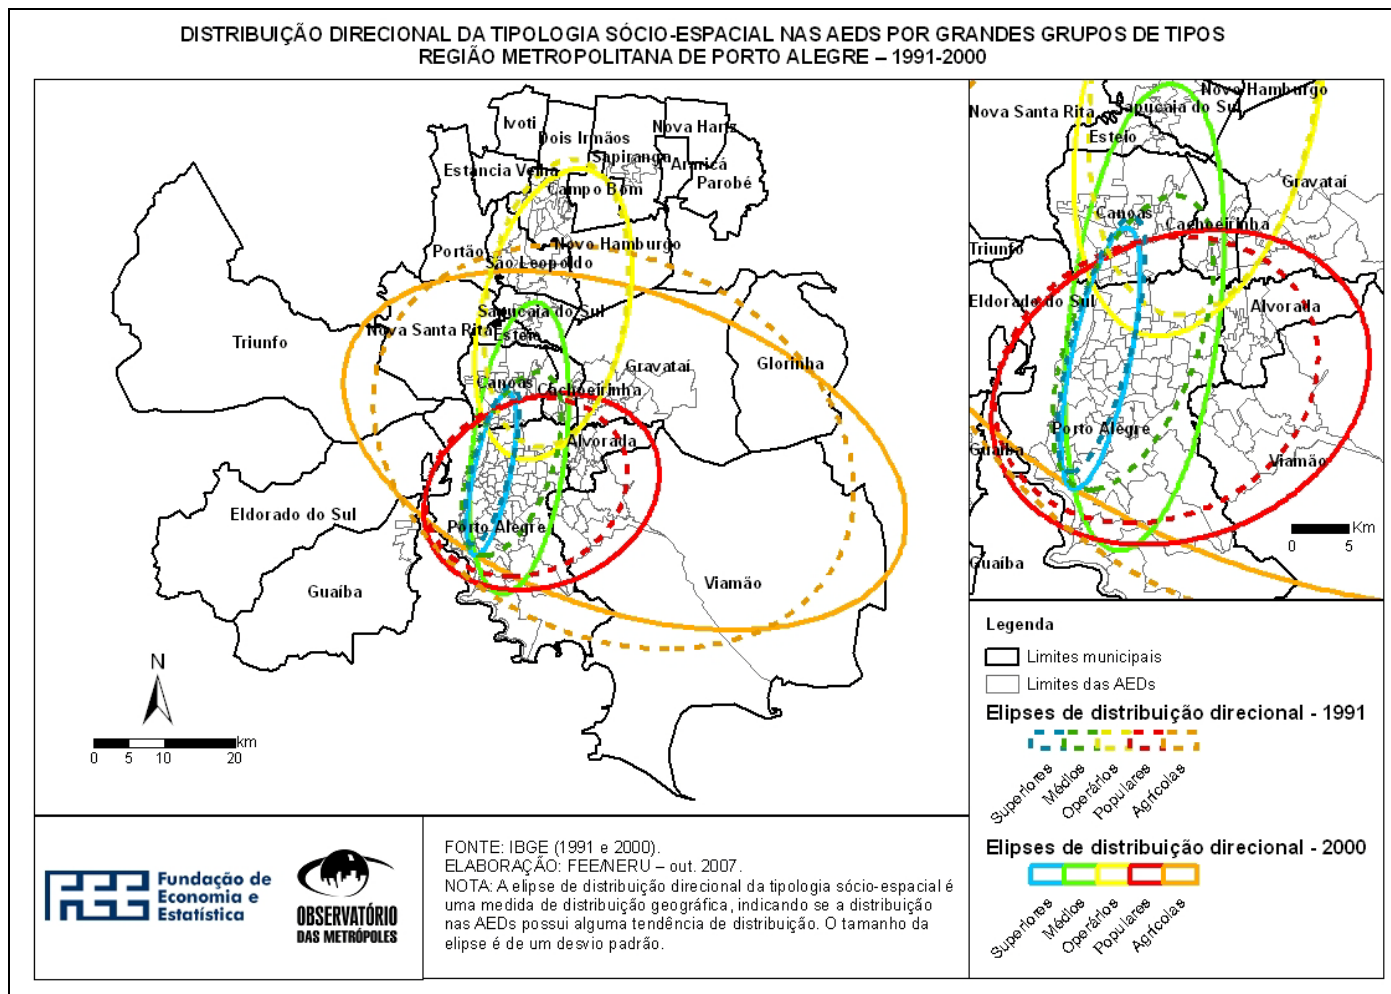 DISTRIBUIÇÃO DIRECIONAL DA TIPOLOGIA SÓCIO-ESPACIAL NAS AEDS POR GRANDES GRUPOS DE TIPOS
REGIÃO METROPOLITANA DE PORTO ALEGRE – 1991-2000
Ivoti
Dois Irmãos
Nova Hartz
Sapiranga
Araricá
Estância Velha
Parobé
Campo Bom
Portão
Novo Hamburgo
São Leopoldo
Sapucaia do Sul
Nova Santa Rita
Esteio
Triunfo
Gravataí
Glorinha
Canoas
Cachoeirinha
Alvorada
Eldorado do Sul
Porto Alegre
Guaíba
Viamão
N
km
0 5 10 20
Novo Hamburgo
Nova Santa Rita
Sapucaia do Sul
Esteio
Gravataí
Canoas
Cachoeirinha
Triunfo
Eldorado do Sul
Alvorada
Porto Alegre
Guaíba
Viamão
Km
0 5
Guaíba
Legenda
Limites municipais
Limites das AEDs
Elipses de distribuição direcional - 1991
Superiores
Médios
Operários
Populares
Agrícolas
Elipses de distribuição direcional - 2000
Superiores
Médios
Operários
Populares
Agrícolas
FEE
Fundação de
Economia e
Estatística
OBSERVATÓRIO
DAS METRÓPOLES
FONTE: IBGE (1991 e 2000).
ELABORAÇÃO: FEE/NERU – out. 2007.
NOTA: A elipse de distribuição direcional da tipologia sócio-espacial é
uma medida de distribuição geográfica, indicando se a distribuição
nas AEDs possui alguma tendência de distribuição. O tamanho da
elipse é de um desvio padrão.